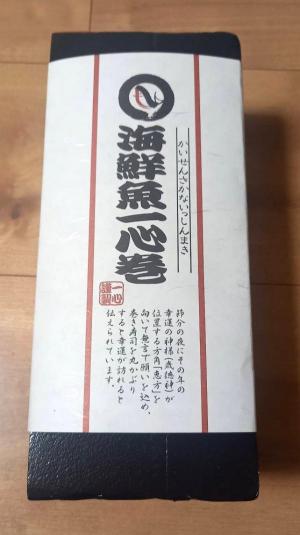 かいせんさかないっしんまき
海鮮魚一心巻
一心
謹製
節分の夜にその年の
幸運の神様(歳徳神)が
位置する方角「恵方」を
向いて無言で願いを込め、
巻き寿司を丸かぶり
すると幸運が訪れると
伝えられています。